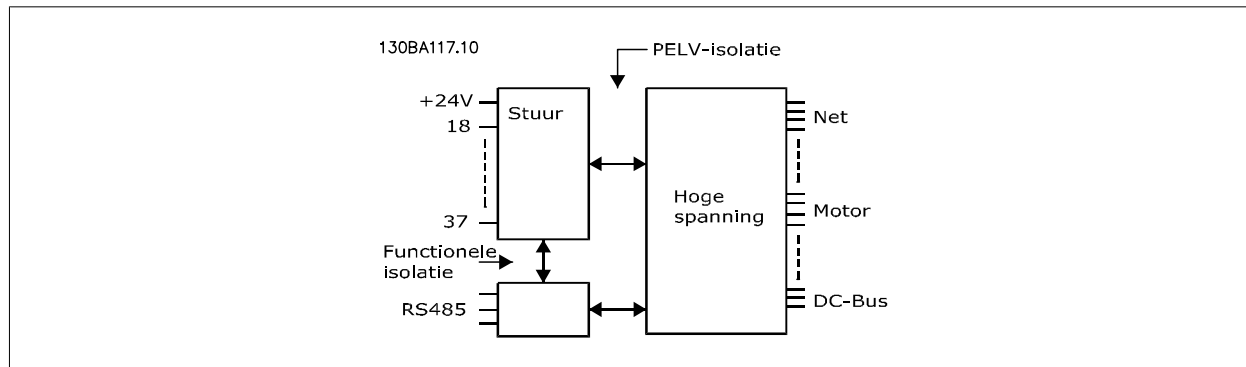 130BA117.10
PELV-isolatie
+24V
Stuur
18
37
Hoge
spanning
Net
Motor
DC-Bus
Functionele
isolatie
RS485